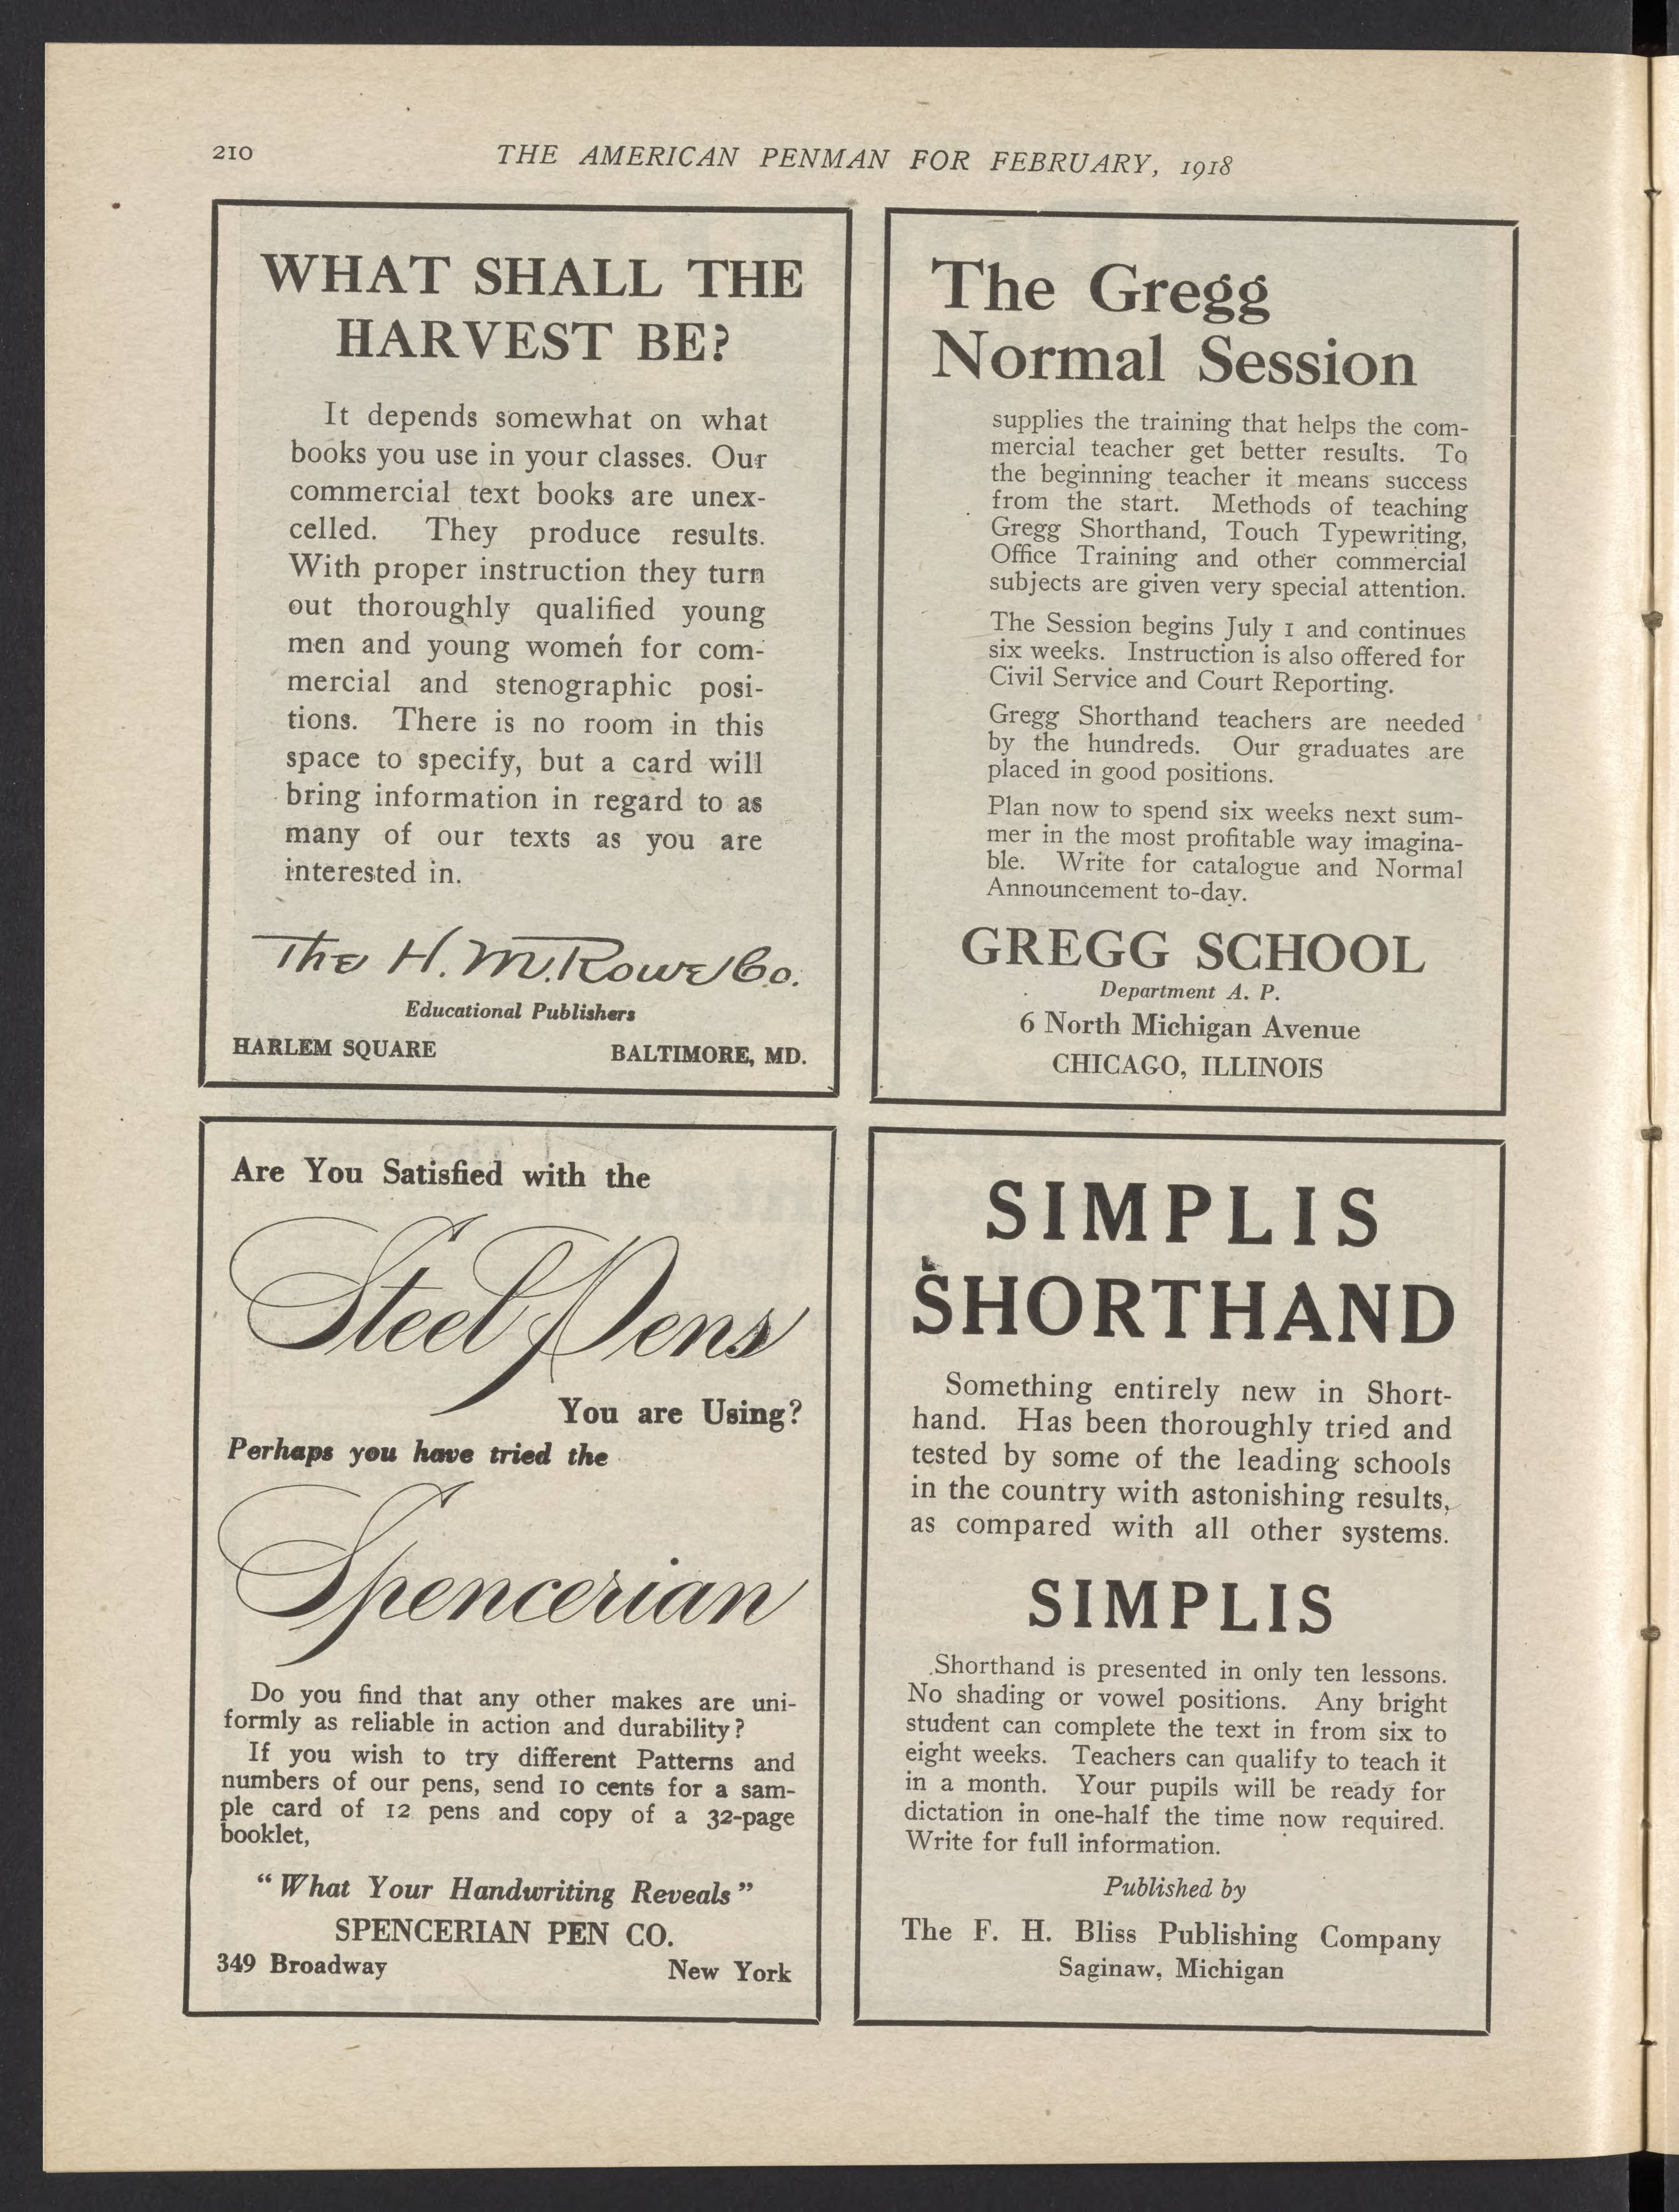 210
THE AMERICAN PENMAN FOR FEBRUARY, 1918
WHAT SHALL THE
HARVEST BE?
It depends somewhat on what
books you use in your classes. Our
commercial text books are unex-
celled. They produce results.
With proper instruction they turn
out thoroughly qualified young
men and young women for com-
mercial and stenographic posi-
tions. There is no room in this
space to specify, but a card will
bring information in regard to as
many of our texts as you are
interested in.
The H. M. Rowe Co.
Educational Publishers
HARLEM SQUARE BALTIMORE, MD.
The Gregg
Normal Session
supplies the training that helps the com-
mercial teacher get better results. To
the beginning teacher it means success
from the start. Methods of teaching
Gregg Shorthand, Touch Typewriting,
Office Training and other commercial
subjects are given very special attention.
The Session begins July 1 and continues
six weeks. Instruction is also offered for
Civil Service and Court Reporting.
Gregg Shorthand teachers are needed
by the hundreds. Our graduates are
placed in good positions.
Plan now to spend six weeks next sum-
mer in the most profitable way imagina-
ble. Write for catalogue and Normal
Announcement to-day.
GREGG SCHOOL
Department A. P.
6 North Michigan Avenue
CHICAGO, ILLINOIS
Are You Satisfied with the
Steel Pens
You are Using?
Perhaps you have tried the
Spencerian
Do you find that any other makes are uni-
formly as reliable in action and durability?
If you wish to try different Patterns and
numbers of our pens, send 10 cents for a sam-
ple card of 12 pens and copy of a 32-page
booklet,
"What Your Handwriting Reveals"
SPENCERIAN PEN CO.
349 Broadway New York
SIMPLIS
SHORTHAND
Something entirely new in Short-
hand. Has been thoroughly tried and
tested by some of the leading schools
in the country with astonishing results,
as compared with all other systems.
SIMPLIS
Shorthand is presented in only ten lessons.
No shading or vowel positions. Any bright
student can complete the text in from six to
eight weeks. Teachers can qualify to teach it
in a month. Your pupils will be ready for
dictation in one-half the time now required.
Write for full information.
Published by
The F. H. Bliss Publishing Company
Saginaw, Michigan